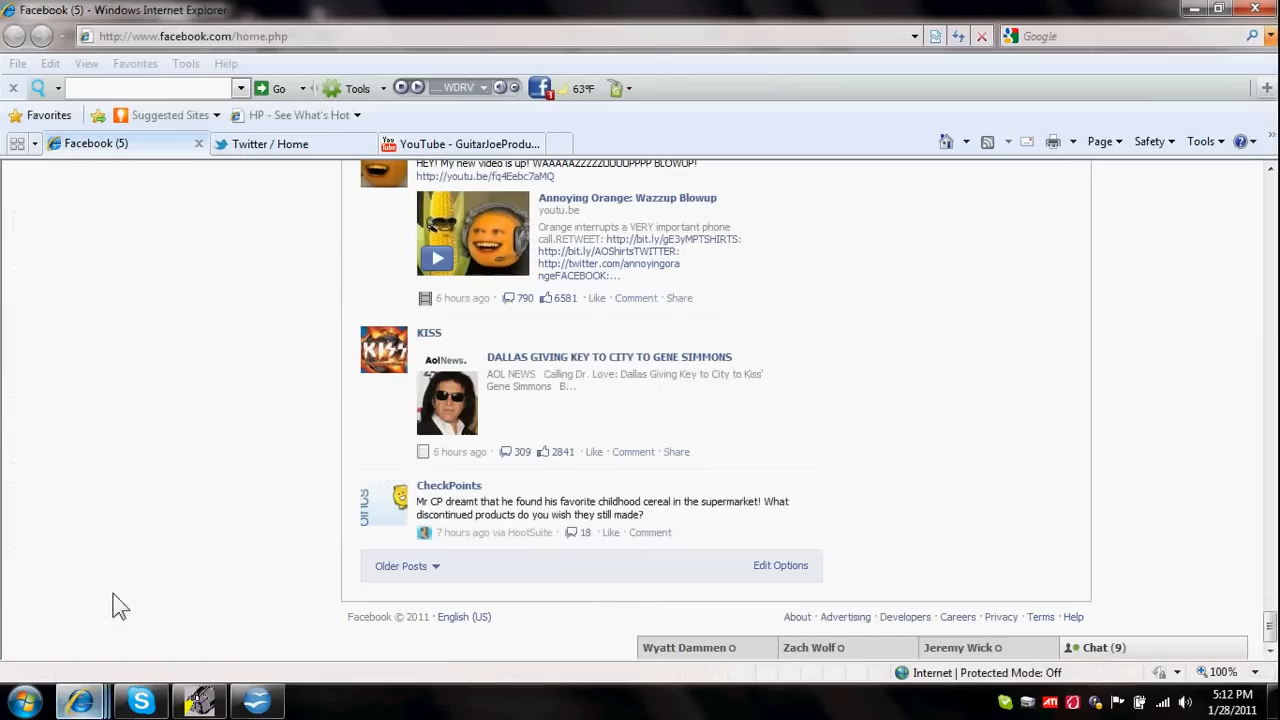 Facebook (5) - Windows Internet Explorer
http://www.facebook.com/home.php
Google
File Edit View Favorites Tools Help
Go Tools ..... WDRV 1 63°F
Favorites Suggested Sites HP - See What's Hot
Facebook (5) Twitter / Home You Tube YouTube - GuitarJoeProdu... Page Safety Tools
HEY! My new video is up! WAAAAAZZZZZUUUUPPPP BLOWUP!
http://youtu.be/fq4Eebc7aMQ
Annoying Orange: Wazzup Blowup
youtu.be
Orange interrupts a VERY important phone
call.RETWEET: http://bit.ly/gE3yMPTSHIRTS:
http://bit.ly/AOShirtsTWITTER:
http://twitter.com/annoyingora
ngeFACEBOOK:...
6 hours ago · 790 6581 · Like · Comment · Share
KISS
KISS
Aol News.
DALLAS GIVING KEY TO CITY TO GENE SIMMONS
AOL NEWS Calling Dr. Love: Dallas Giving Key to City to Kiss'
Gene Simmons B...
6 hours ago · 309 2841 · Like · Comment · Share
CheckPoints
Mr CP dreamt that he found his favorite childhood cereal in the supermarket! What
discontinued products do you wish they still made?
7 hours ago via HootSuite · 18 · Like · Comment
Older Posts Edit Options
Facebook © 2011 · English (US)
About · Advertising · Developers · Careers · Privacy · Terms · Help
Wyatt Dammen Zach Wolf Jeremy Wick Chat (9)
Internet | Protected Mode: Off 100%
ATI
5:12 PM
1/28/2011